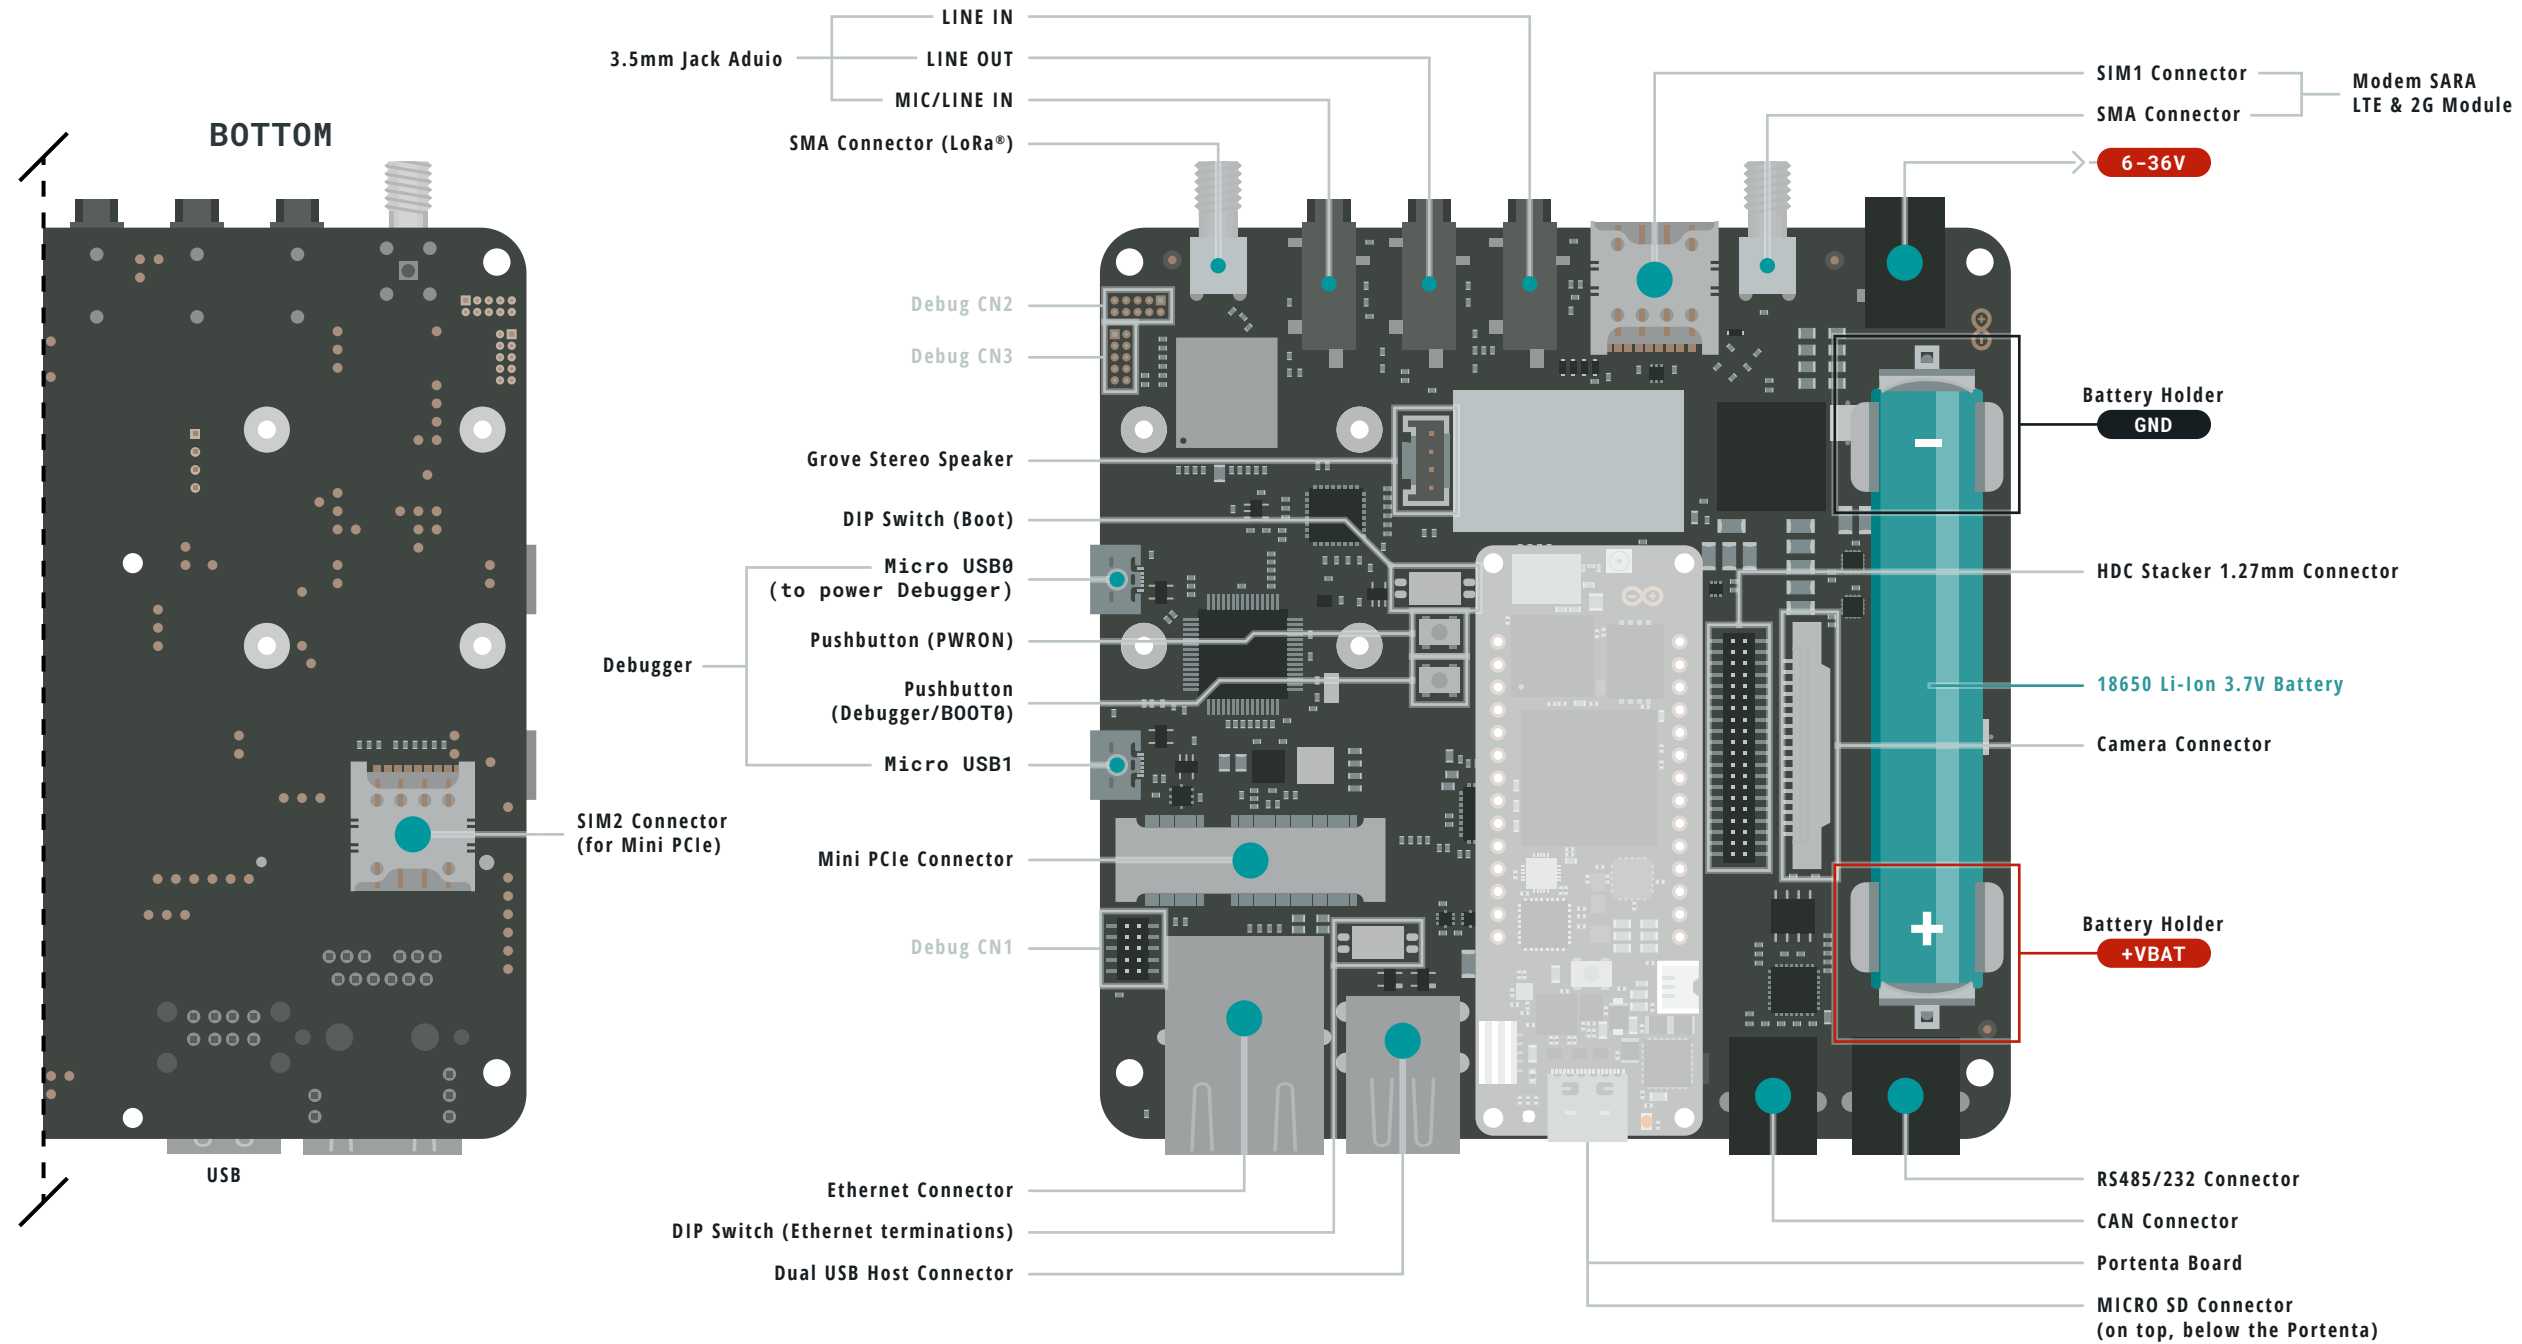 LINE IN
3.5mm Jack Aduio
LINE OUT
MIC/LINE IN
SMA Connector (LoRa®)
SIM1 Connector
SMA Connector
Modem SARA
LTE & 2G Module
6-36V
BOTTOM
Debug CN2
Debug CN3
Battery Holder
GND
Grove Stereo Speaker
DIP Switch (Boot)
Micro USB0
(to power Debugger)
HDC Stacker 1.27mm Connector
Pushbutton (PWRON)
Debugger
Pushbutton
(Debugger/BOOT0)
18650 Li-Ion 3.7V Battery
Camera Connector
Micro USB1
SIM2 Connector
(for Mini PCIe)
Mini PCIe Connector
Debug CN1
-
+
Battery Holder
+VBAT
USB
Ethernet Connector
DIP Switch (Ethernet terminations)
Dual USB Host Connector
RS485/232 Connector
CAN Connector
Portenta Board
MICRO SD Connector
(on top, below the Portenta)